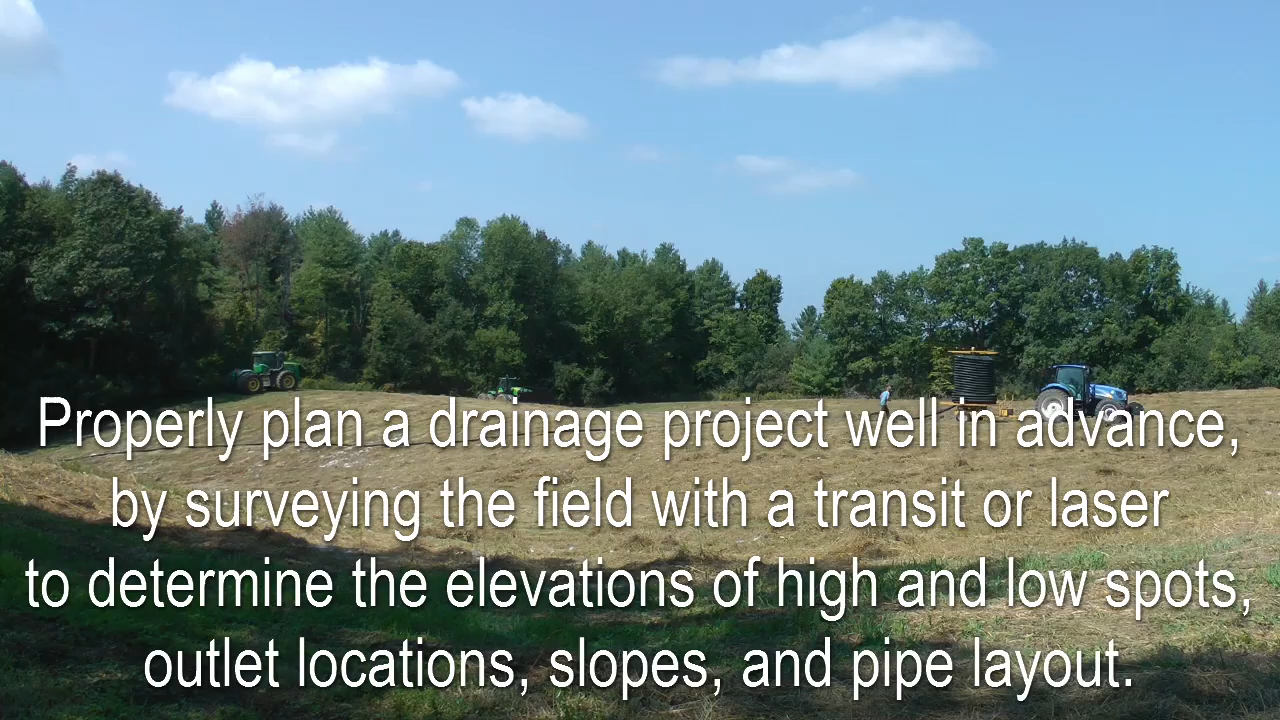 Properly plan a drainage project well in advance,
by surveying the field with a transit or laser
to determine the elevations of high and low spots,
outlet locations, slopes, and pipe layout.